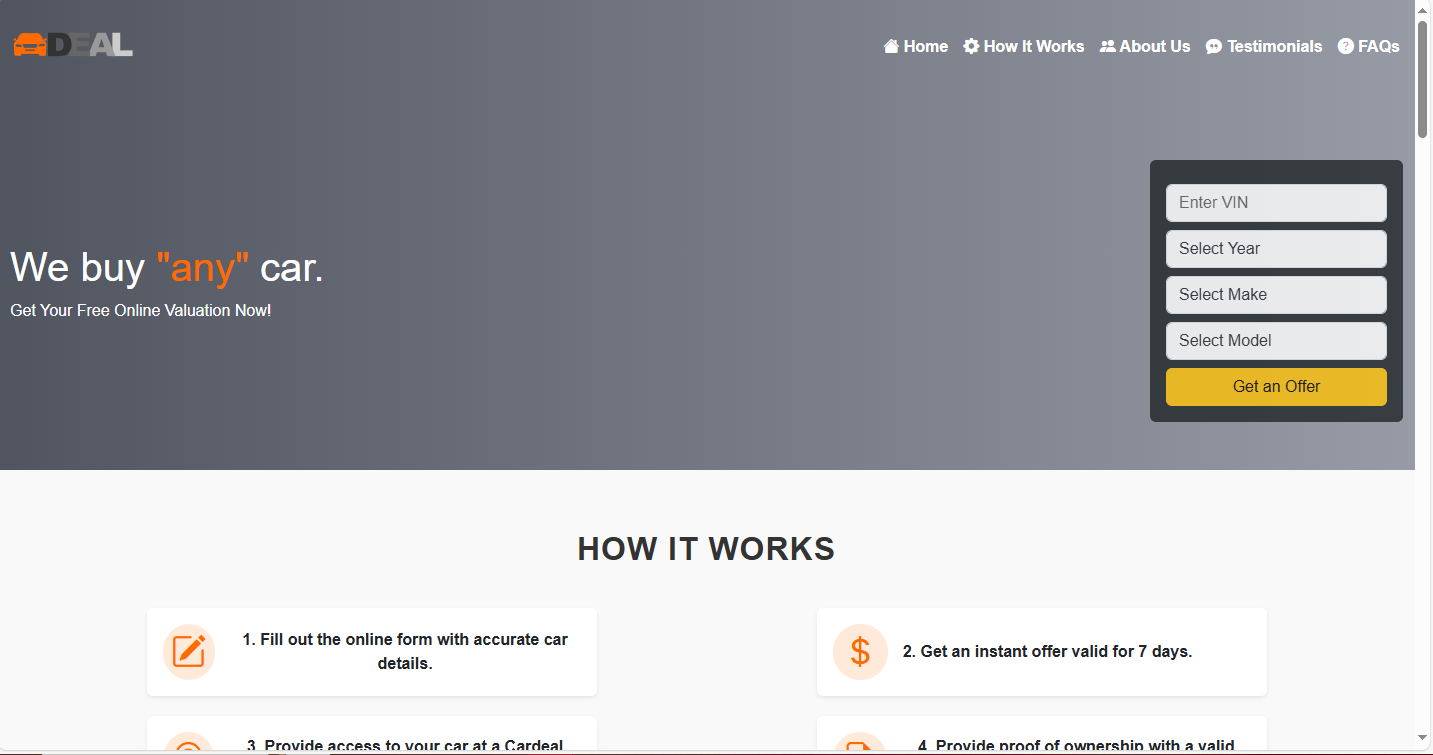 DEAL
Home How It Works About Us Testimonials ? FAQs
Enter VIN
Select Year
We buy "any" car.
Select Make
Get Your Free Online Valuation Now!
Select Model
Get an Offer
HOW IT WORKS
1. Fill out the online form with accurate car
details.
$ 2. Get an instant offer valid for 7 days.
3. Provide access to your car at a Cardeal
4. Provide proof of ownership with a valid